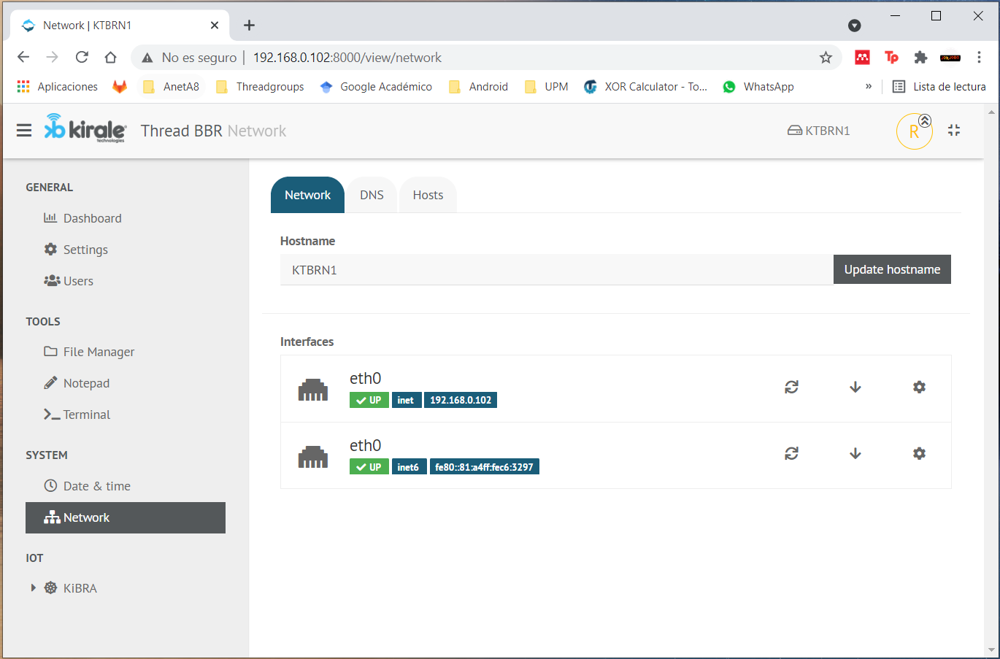 Network | KTBRN1
No es seguro | 192.168.0.102:8000/view/network
Tp
Aplicaciones AnetA8 Threadgroups Google Académico Android UPM XOR Calculator - To... WhatsApp » Lista de lectura
kirale technologies Thread BBR Network KTBRN1 R
GENERAL
Dashboard
Settings
Users
TOOLS
File Manager
Notepad
Terminal
SYSTEM
Date & time
Network
IOT
KiBRA
Network DNS Hosts
Hostname
KTBRN1 Update hostname
Interfaces
eth0
UP inet 192.168.0.102
eth0
UP inet6 fe80::81:a4ff:fec6:3297